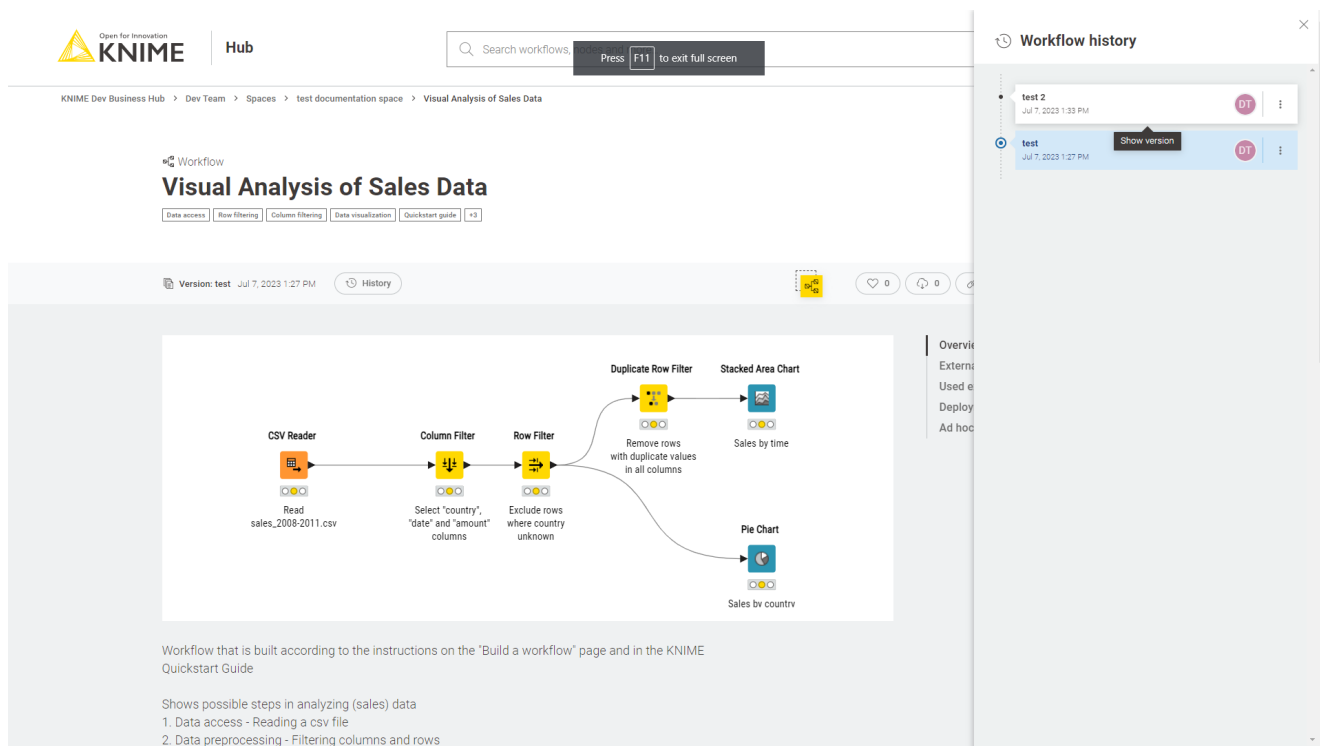 Open for Innovation
KNIME
Hub
Search workflows, nodes and
Press F11 to exit full screen
KNIME Dev Business Hub > Dev Team > Spaces > test documentation space > Visual Analysis of Sales Data
Workflow
Visual Analysis of Sales Data
Data access
Row filtering
Column filtering
Data visualization
Quickstart guide
+3
Version: test Jul 7, 2023 1:27 PM
History
0
0
Duplicate Row Filter
Remove rows
with duplicate values
in all columns
Stacked Area Chart
Sales by time
CSV Reader
Read
sales_2008-2011.csv
Column Filter
Select "country",
"date" and "amount"
columns
Row Filter
Exclude rows
where country
unknown
Pie Chart
Sales by country
Overvie
Externa
Used e
Deploy
Ad hoc
Workflow that is built according to the instructions on the "Build a workflow" page and in the KNIME
Quickstart Guide
Shows possible steps in analyzing (sales) data
1. Data access - Reading a csv file
2. Data preprocessing - Filtering columns and rows
Workflow history
test 2
Jul 7, 2023 1:33 PM
DT
Show version
test
Jul 7, 2023 1:27 PM
DT